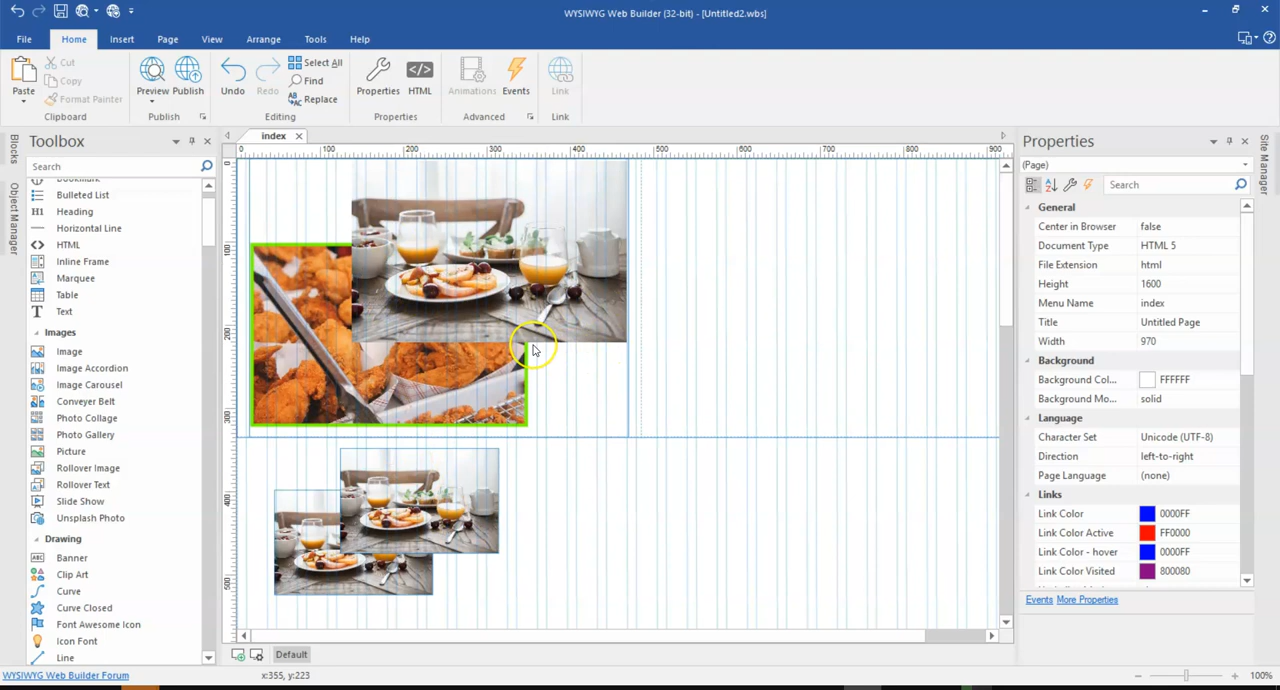 WYSIWYG Web Builder (32-bit) - [Untitled2.wbs]
File Home Insert Page View Arrange Tools Help
Paste
Cut
Copy
Format Painter
Clipboard
Preview Publish
Publish
Undo Redo
Select All
Find
Replace
Editing
Properties HTML
Properties
Animations Events
Advanced
Link
Link
Blocks
Object Manager
Toolbox
Search
Bulleted List
H1 Heading
Horizontal Line
HTML
Inline Frame
Marquee
Table
Text
Images
Image
Image Accordion
Image Carousel
Conveyer Belt
Photo Collage
Photo Gallery
Picture
Rollover Image
Rollover Text
Slide Show
Unsplash Photo
Drawing
ABC Banner
Clip Art
Curve
Curve Closed
Font Awesome Icon
Icon Font
Line
index
0 100 200 300 400 500 600 700 800 900
0
100
200
300
400
500
Default
Properties
(Page)
Search
General
Center in Browser false
Document Type HTML 5
File Extension html
Height 1600
Menu Name index
Title Untitled Page
Width 970
Background
Background Col... FFFFFF
Background Mo... solid
Language
Character Set Unicode (UTF-8)
Direction left-to-right
Page Language (none)
Links
Link Color 0000FF
Link Color Active FF0000
Link Color - hover 0000FF
Link Color Visited 800080
Events More Properties
Site Manager
WYSIWYG Web Builder Forum
x:355, y:223
100%